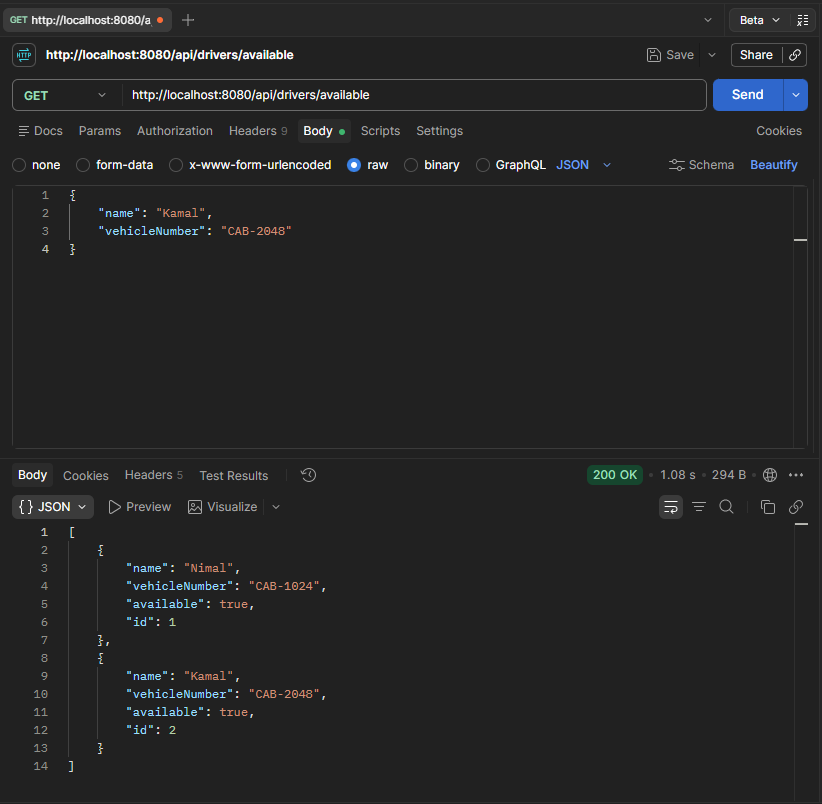 GET http://localhost:8080/a
Beta
HTTP http://localhost:8080/api/drivers/available
Save
Share
GET http://localhost:8080/api/drivers/available
Send
Docs Params Authorization Headers 9 Body Scripts Settings Cookies
none form-data x-www-form-urlencoded raw binary GraphQL JSON Schema Beautify
1 {
2 "name": "Kamal",
3 "vehicleNumber": "CAB-2048"
4 }
Body Cookies Headers 5 Test Results 200 OK • 1.08 s • 294 B •
{} JSON Preview Visualize
1 [
2 {
3 "name": "Nimal",
4 "vehicleNumber": "CAB-1024",
5 "available": true,
6 "id": 1
7 },
8 {
9 "name": "Kamal",
10 "vehicleNumber": "CAB-2048",
11 "available": true,
12 "id": 2
13 }
14 ]